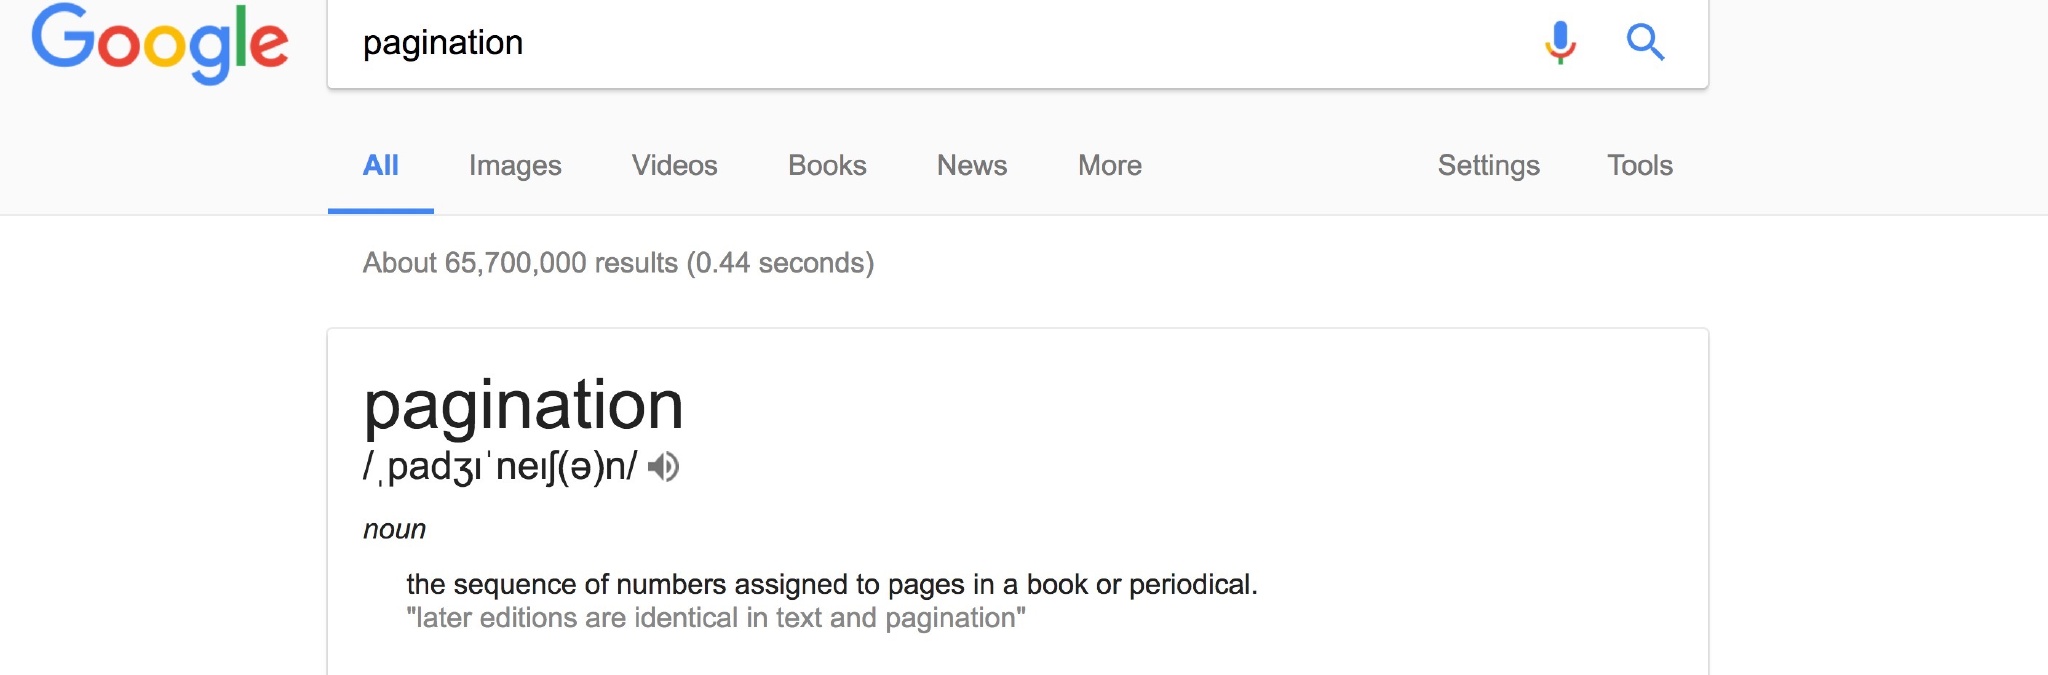 Google
pagination
All Images Videos Books News More Settings Tools
About 65,700,000 results (0.44 seconds)
pagination
/ˌpadʒɪˈneɪʃ(ə)n/
noun
the sequence of numbers assigned to pages in a book or periodical.
"later editions are identical in text and pagination"